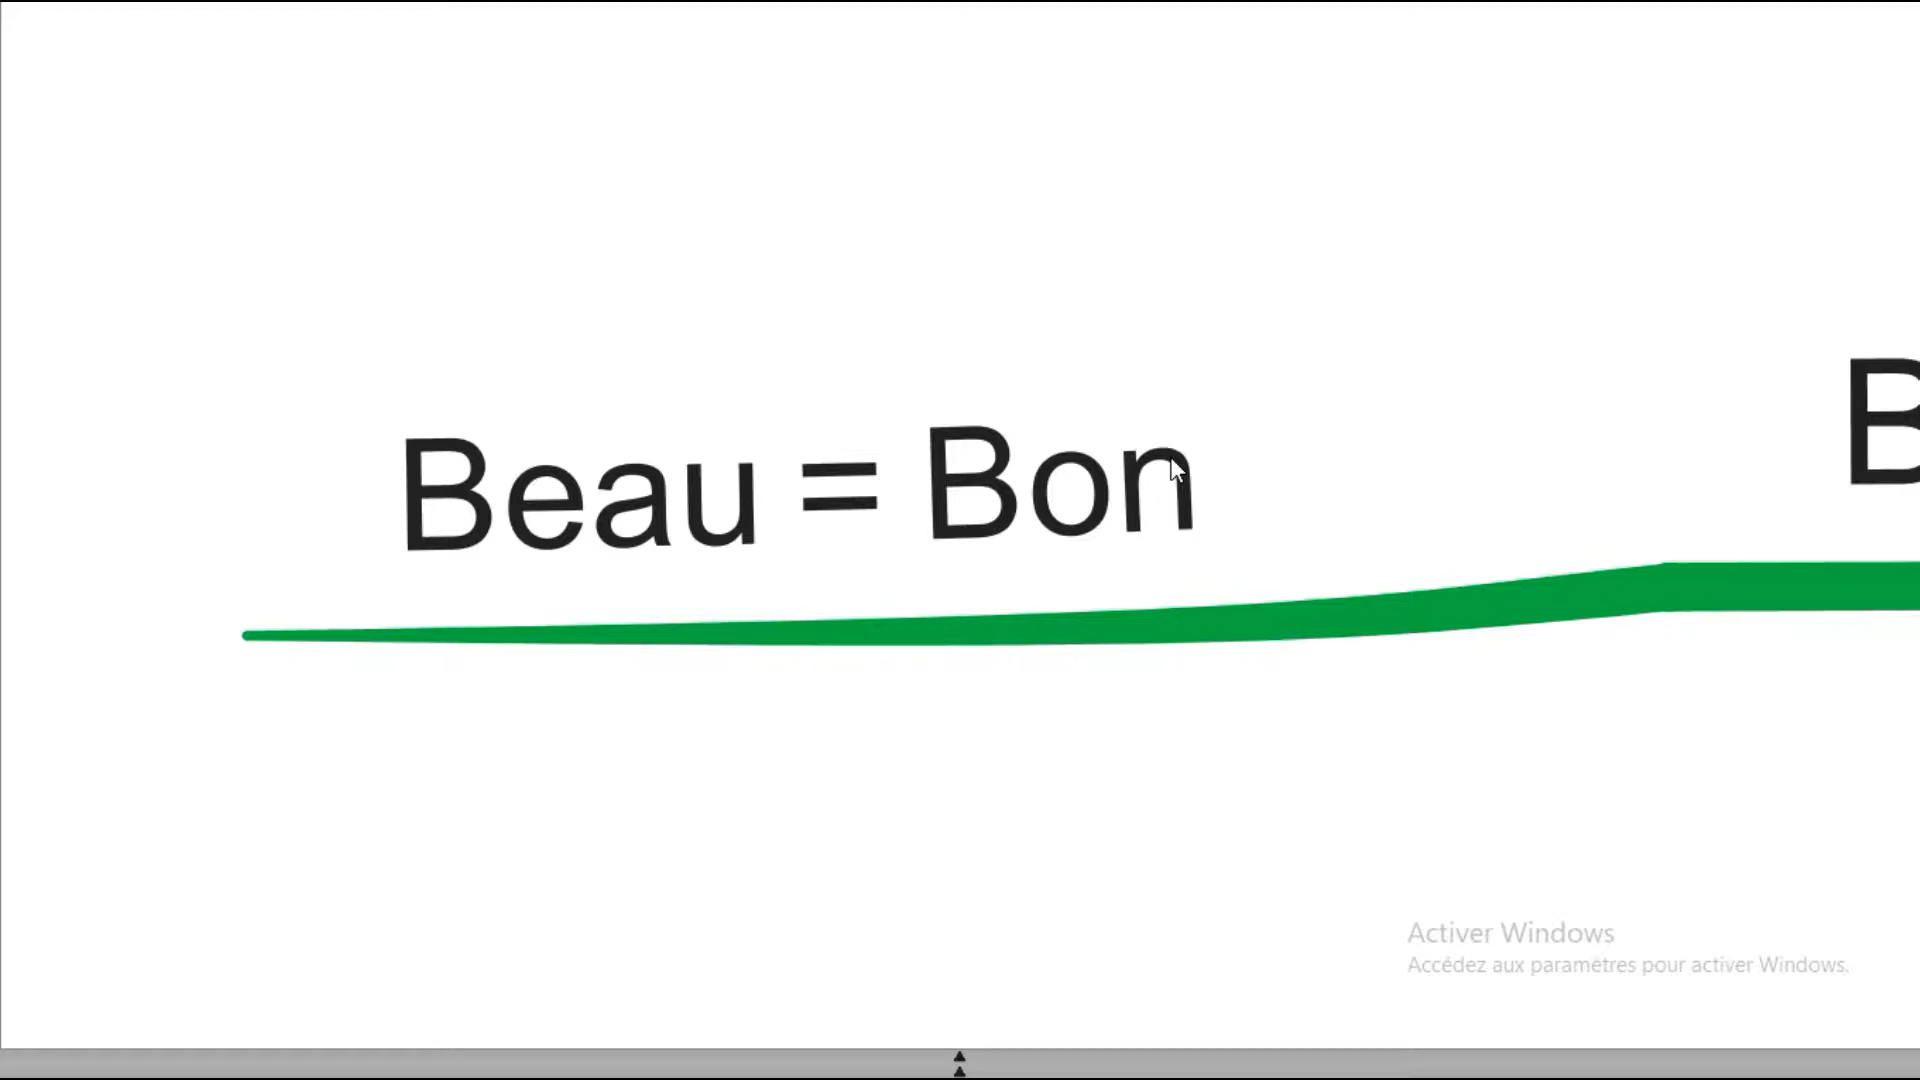 Beau = Bon
B
Activer Windows
Accédez aux paramètres pour activer Windows.